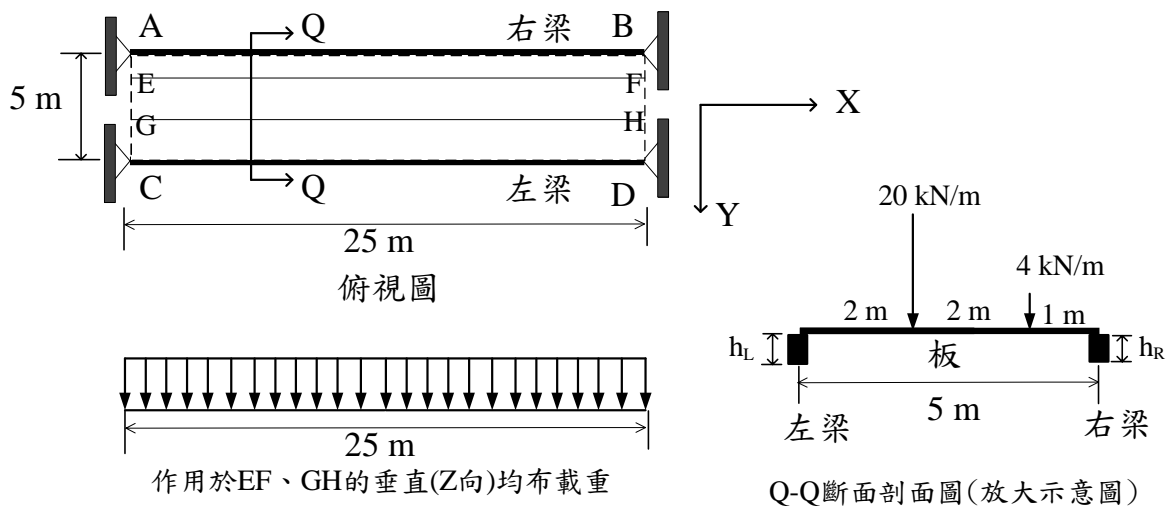 A
Q
右梁
B
5 m
E
F
G
H
X
C
Q
左梁
D
Y
25 m
俯視圖
25 m
作用於EF、GH的垂直(Z向)均布載重
20 kN/m
4 kN/m
2 m
2 m
1 m
hL
板
hR
5 m
左梁
右梁
Q-Q斷面剖面圖(放大示意圖)